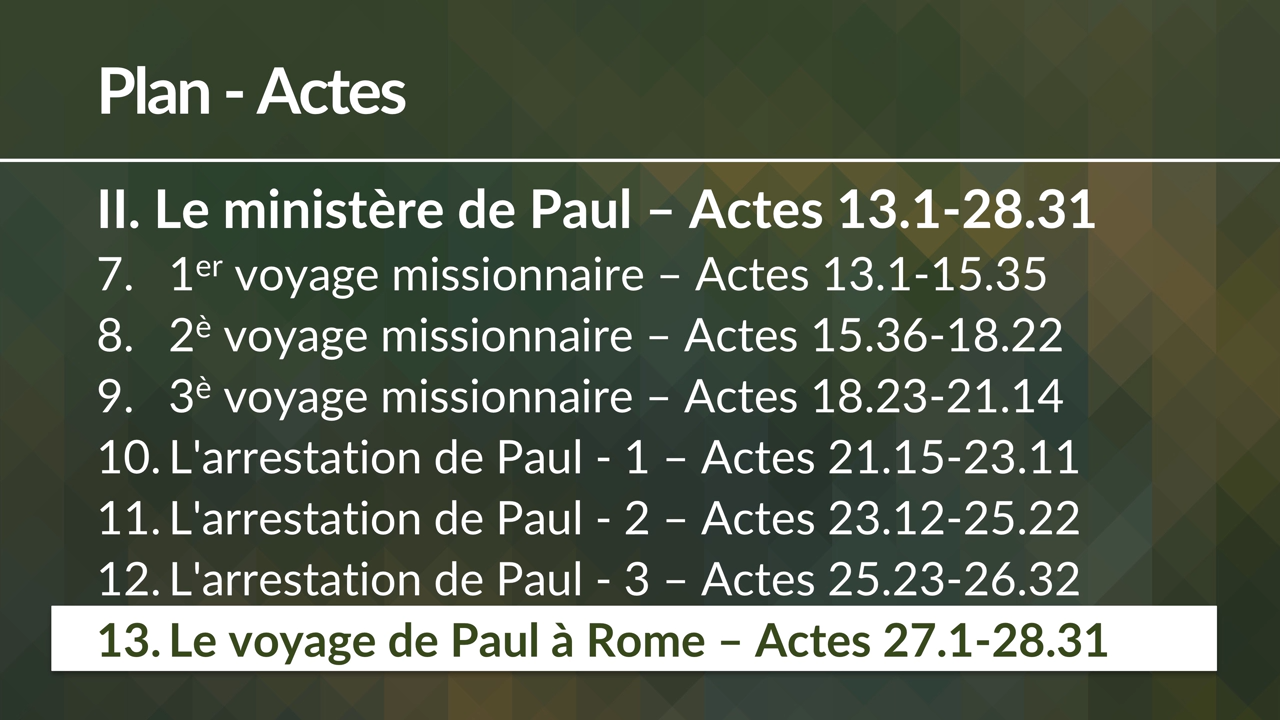 Plan - Actes
II. Le ministère de Paul – Actes 13.1-28.31
7. 1er voyage missionnaire – Actes 13.1-15.35
8. 2è voyage missionnaire – Actes 15.36-18.22
9. 3è voyage missionnaire – Actes 18.23-21.14
10. L'arrestation de Paul - 1 – Actes 21.15-23.11
11. L'arrestation de Paul - 2 – Actes 23.12-25.22
12. L'arrestation de Paul - 3 – Actes 25.23-26.32
13. Le voyage de Paul à Rome – Actes 27.1-28.31